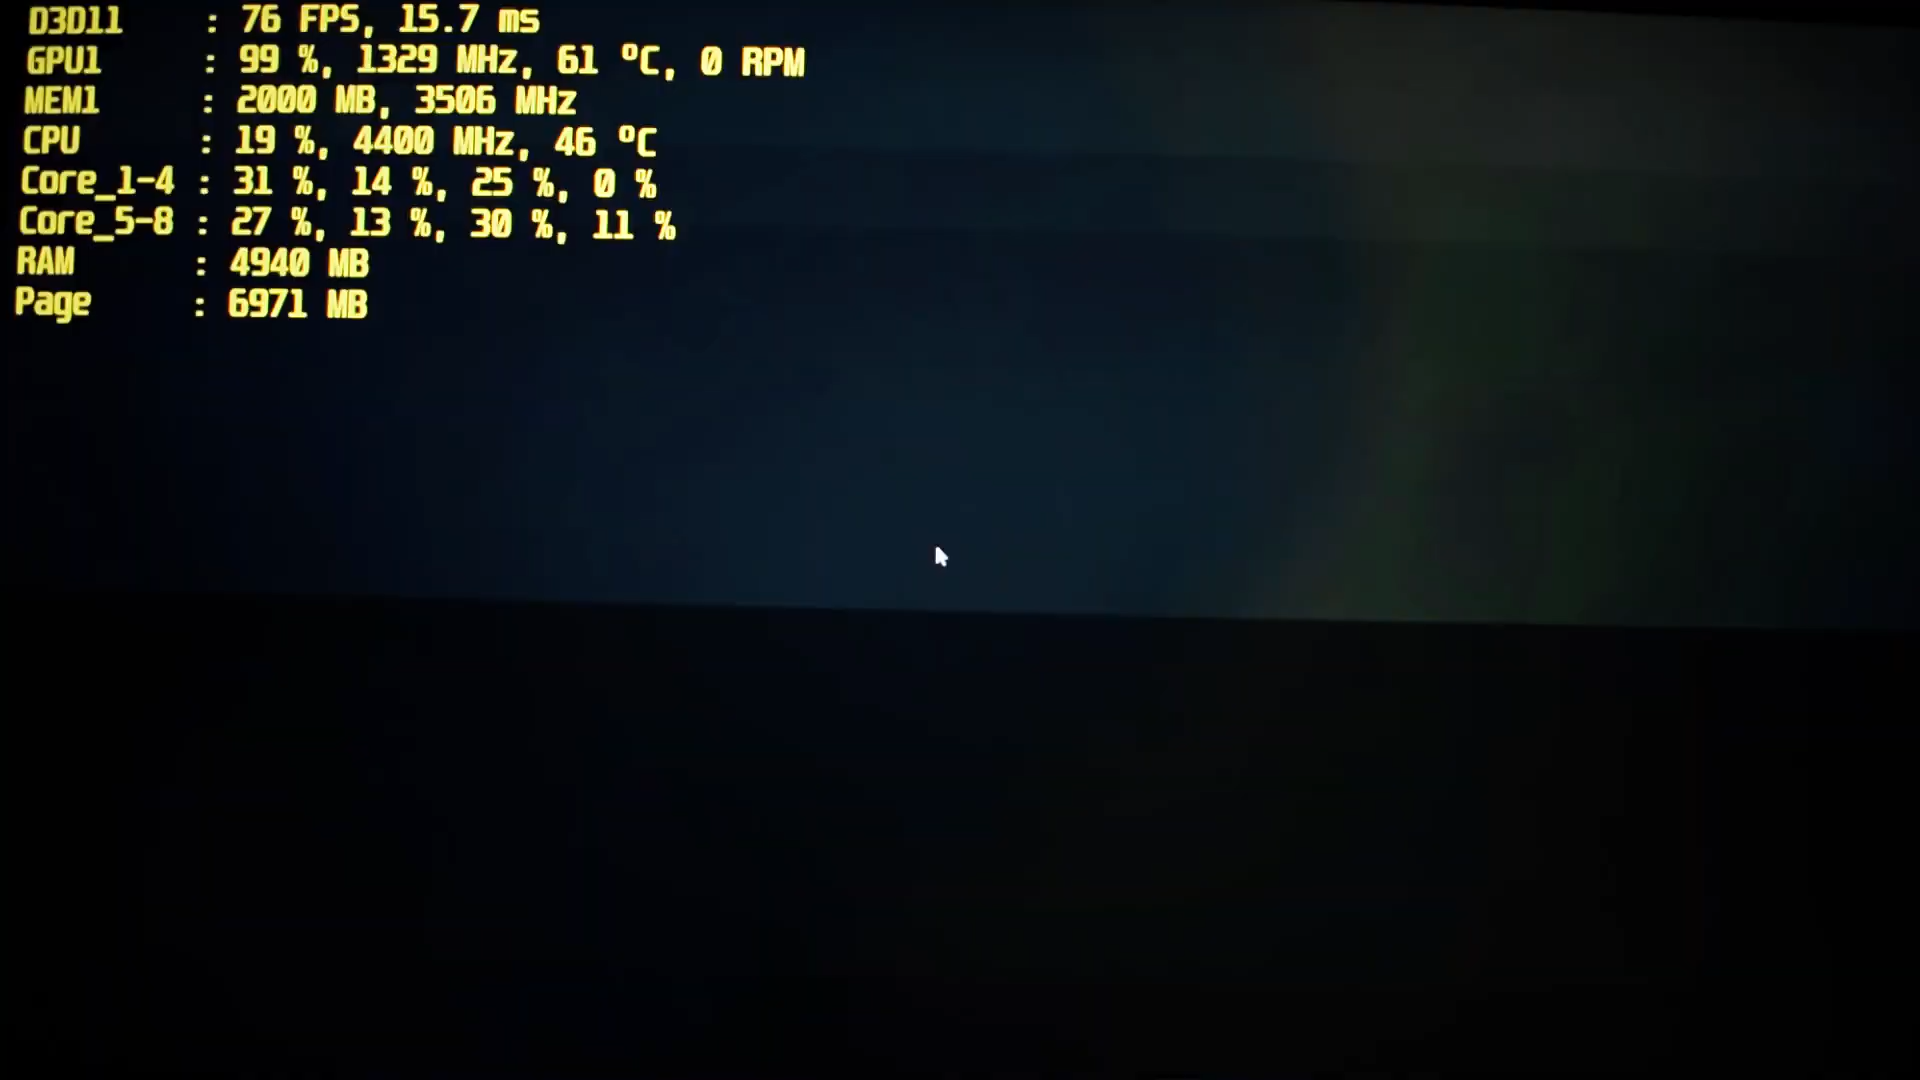 D3D11 : 76 FPS, 15.7 ms
GPU1 : 99 %, 1329 MHz, 61 ºC, 0 RPM
MEM1 : 2000 MB, 3506 MHz
CPU : 19 %, 4400 MHz, 46 ºC
Core_1-4 : 31 %, 14 %, 25 %, 0 %
Core_5-8 : 27 %, 13 %, 30 %, 11 %
RAM : 4940 MB
Page : 6971 MB